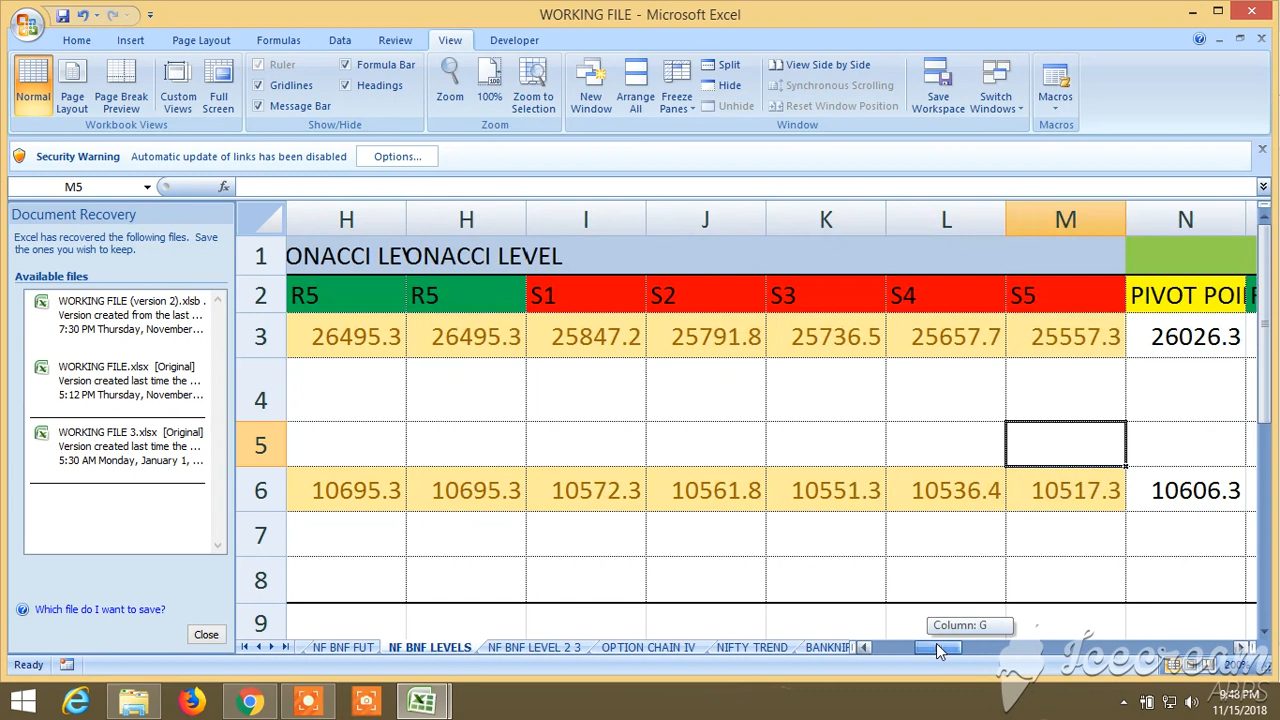 WORKING FILE - Microsoft Excel
Home Insert Page Layout Formulas Data Review View Developer
Normal Page Layout Page Break Preview Custom Views Full Screen
Workbook Views
Ruler Formula Bar
Gridlines Headings
Message Bar
Show/Hide
Zoom 100% Zoom to Selection
Zoom
New Window Arrange All Freeze Panes
Split
Hide
Unhide
View Side by Side
Synchronous Scrolling
Reset Window Position
Window
Save Workspace Switch Windows
Macros
Macros
Security Warning Automatic update of links has been disabled Options...
M5 fx
Document Recovery
Excel has recovered the following files. Save the ones you wish to keep.
Available files
WORKING FILE (version 2).xlsb .
Version created from the last ...
7:30 PM Thursday, November...
WORKING FILE.xlsx [Original]
Version created last time the ...
5:12 PM Thursday, November...
WORKING FILE 3.xlsx [Original]
Version created last time the ...
5:30 AM Monday, January 1, ...
Which file do I want to save?
Close
H H I J K L M N
1 ONACCI LE ONACCI LEVEL
2 R5 R5 S1 S2 S3 S4 S5 PIVOT POI
3 26495.3 26495.3 25847.2 25791.8 25736.5 25657.7 25557.3 26026.3
4
5
6 10695.3 10695.3 10572.3 10561.8 10551.3 10536.4 10517.3 10606.3
7
8
9
Column: G
NF BNF FUT NF BNF LEVELS NF BNF LEVEL 2 3 OPTION CHAIN IV NIFTY TREND BANKNIF
Ready
Icecream
APPS
9:48 PM
11/15/2018